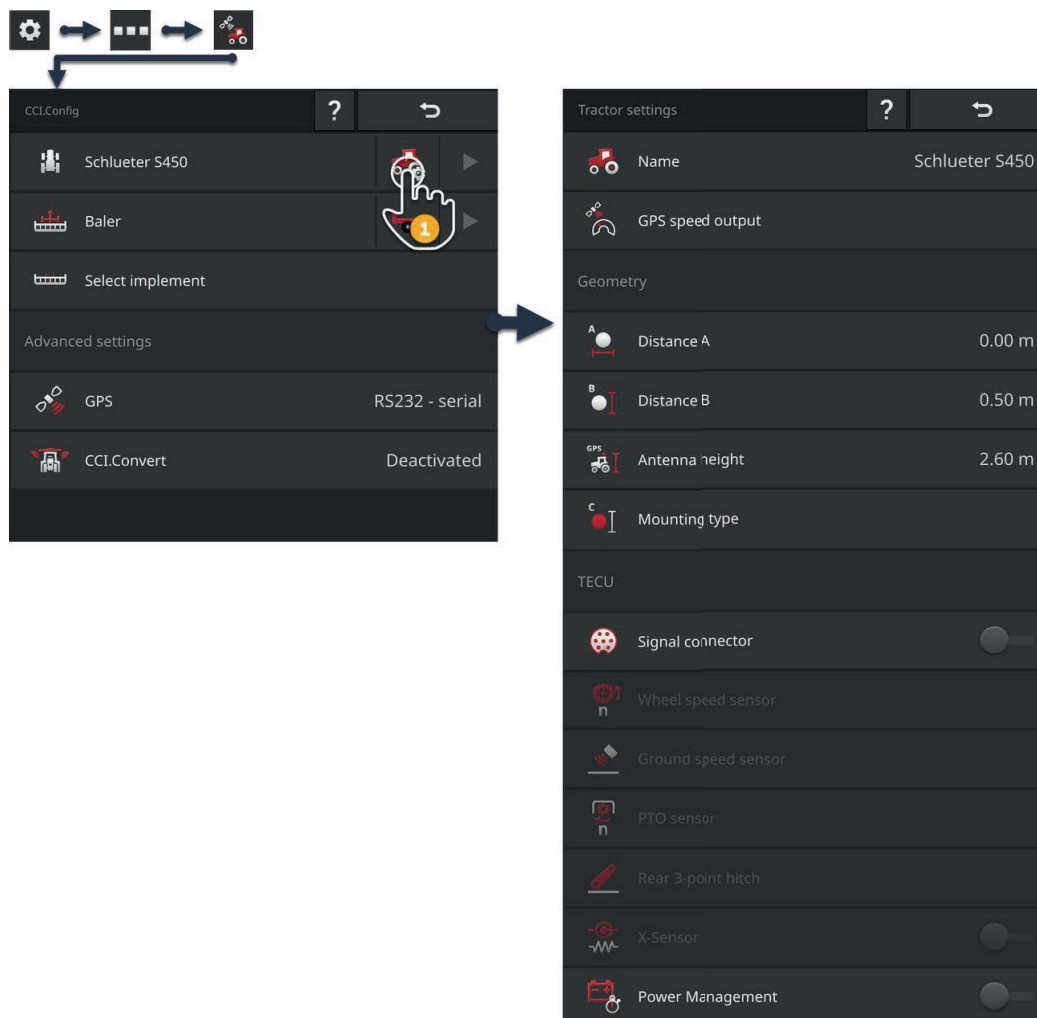 CCI.Config
?
Schlueter S450
1
Baler
Select implement
Advanced settings
GPS RS232 - serial
CCI.Convert Deactivated
Tractor settings
?
Name Schlueter S450
GPS speed output
Geometry
A
Distance A 0.00 m
B
Distance B 0.50 m
GPS
Antenna height 2.60 m
C
Mounting type
TECU
Signal connector
n
Wheel speed sensor
Ground speed sensor
n
PTO sensor
Rear 3-point hitch
X-Sensor
Power Management